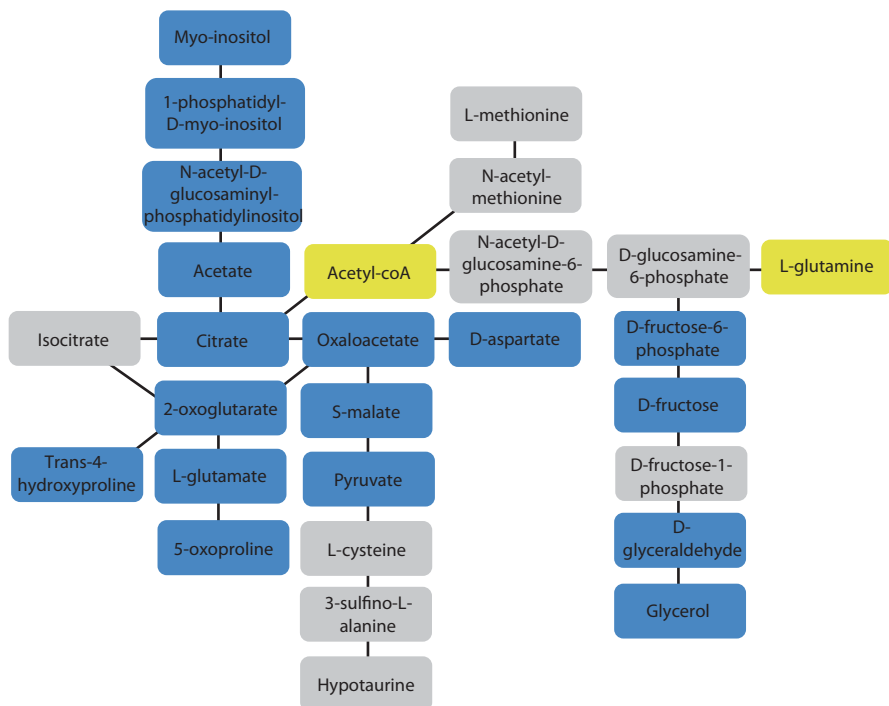 Myo-inositol
1-phosphatidyl-
D-myo-inositol
L-methionine
N-acetyl-D-
glucosaminyl-
phosphatidylinositol
N-acetyl-
methionine
Acetate
Acetyl-coA
N-acetyl-D-
glucosamine-6-
phosphate
D-glucosamine-
6-phosphate
L-glutamine
Isocitrate
Citrate
Oxaloacetate
D-aspartate
D-fructose-6-
phosphate
2-oxoglutarate
S-malate
D-fructose
Trans-4-
hydroxyproline
L-glutamate
Pyruvate
D-fructose-1-
phosphate
5-oxoproline
L-cysteine
D-
glyceraldehyde
3-sulfino-L-
alanine
Glycerol
Hypotaurine